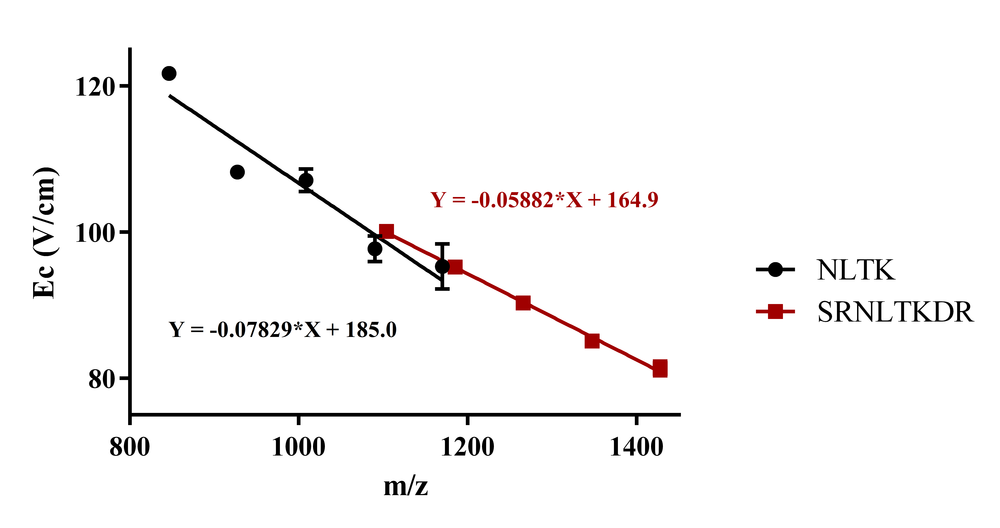 120
100
80
Ec (V/cm)
Y = -0.05882*X + 164.9
Y = -0.07829*X + 185.0
NLTK
SRNLTKDR
800 1000 1200 1400
m/z